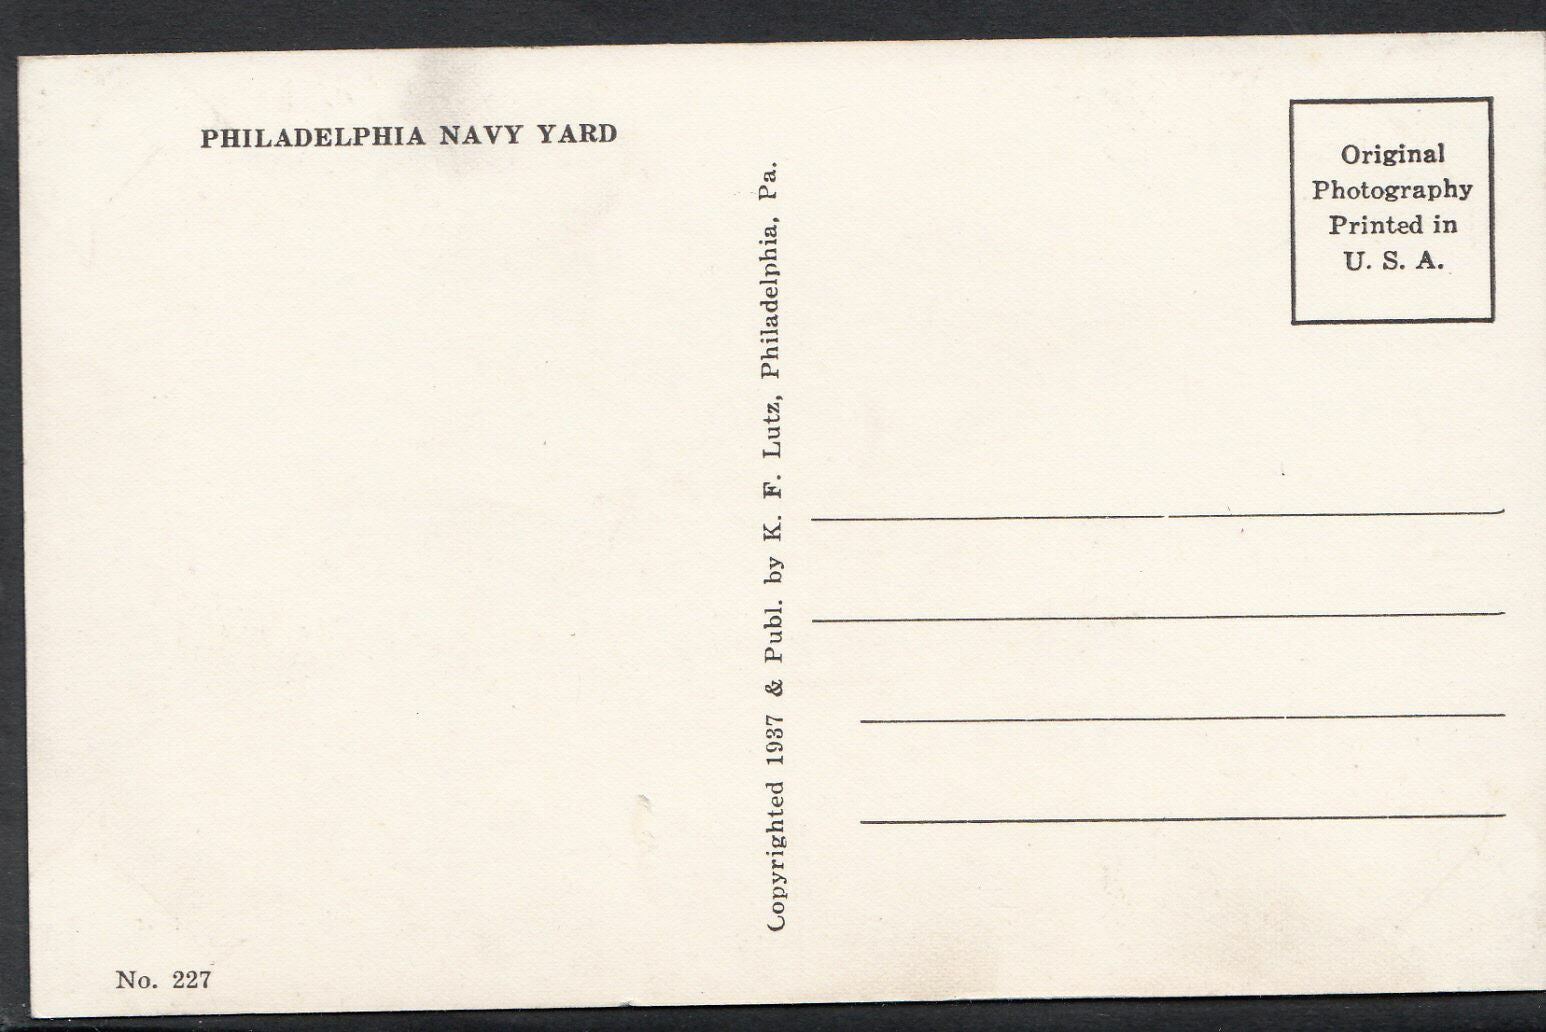 PHILADELPHIA NAVY YARD
Copyrighted 1937 & Publ. by K. F. Lutz, Philadelphia, Pa.
Original
Photography
Printed in
U. S. A.
No. 227